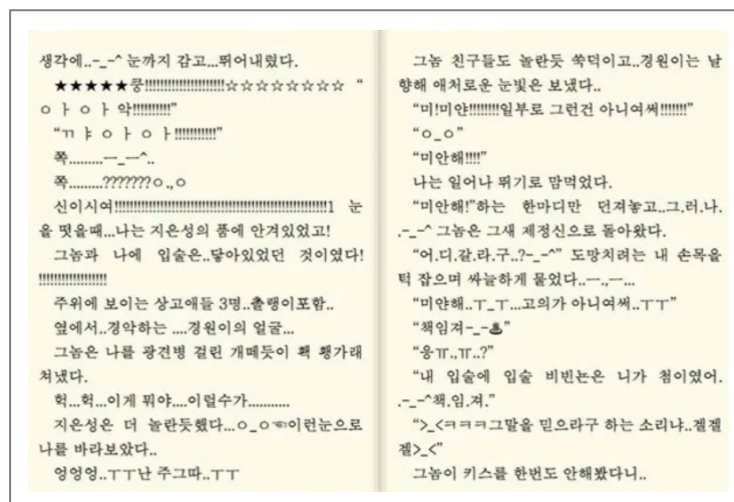 생각에..-_-^ 눈까지 감고...뛰어내렸다.
★★★★★쿵!!!!!!!!!!!!!!!!!!!!!!!☆☆☆☆☆☆☆☆ “
ㅇㅏㅇㅏ악!!!!!!!!!!”
“ㄲㅑㅇㅏㅇㅏ!!!!!!!!!!!”
쪽.........ㅡ_ㅡ^..
쪽.........???????ㅇ.,ㅇ
신이시여!!!!!!!!!!!!!!!!!!!!!!!!!!!!!!!!!!!!!!!!!!!!!!!!!!!!!!!!!!!!!1 눈
을 떳을때...나는 지은성의 품에 안겨있었고!
그놈과 나에 입술은..닿아있었던 것이였다!
!!!!!!!!!!!!!!!!!!
주위에 보이는 상고애들 3명..촐랭이포함..
옆에서..경악하는 ....경원이의 얼굴...
그놈은 나를 광견병 걸린 개떼듯이 홱 행가래
쳐냈다.
헉...헉...이게 뭐야....이럴수가...........
지은성은 더 놀란듯했다...ㅇ_ㅇ☜이런눈으로
나를 바라보았다..
엉엉엉..ㅜㅜ난 주그따..ㅜㅜ
그놈 친구들도 놀란듯 쑥덕이고..경원이는 날
향해 애처로운 눈빛은 보냈다..
“미!미얀!!!!!!!!일부로 그런건 아니여써!!!!!!!”
“ㅇ_ㅇ”
“미안해!!!!”
나는 일어나 뛰기로 맘먹었다.
“미안해!”하는 한마디만 던져놓고..그.러.나.
.-_-^ 그놈은 그새 제정신으로 돌아왔다.
“어.디.갈.라.구..?-_-^” 도망치려는 내 손목을
턱 잡으며 싸늘하게 물었다..ㅡ.,ㅡ...
“미얀해..ㅜ_ㅜ...고의가 아니여써..ㅜㅜ”
“책임져-_-♨”
“웅ㅠ.,ㅠ..?”
“내 입술에 입술 비빈뇬은 니가 첨이였어.
.-_-^책.임.져.”
“>_<ㅋㅋㅋ그말을 믿으라구 하는 소리냐..겔겔
겔>_<”
그놈이 키스를 한번도 안해봤다니..